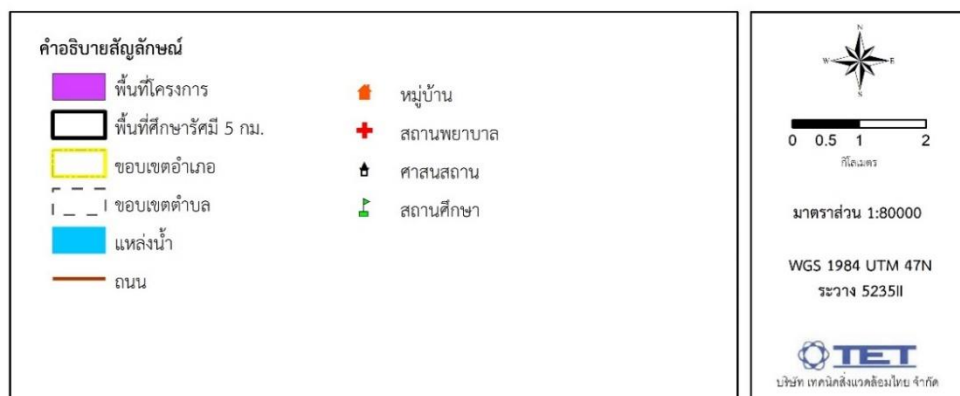 คำอธิบายสัญลักษณ์
พื้นที่โครงการ
พื้นที่ศึกษารัศมี 5 กม.
ขอบเขตอำเภอ
ขอบเขตตำบล
แหล่งน้ำ
ถนน
หมู่บ้าน
สถานพยาบาล
ศาสนสถาน
สถานศึกษา
N
W E
S
0 0.5 1 2
กิโลเมตร
มาตราส่วน 1:80000
WGS 1984 UTM 47N
ระวาง 5235II
TET
บริษัท เทคนิคสิ่งแวดล้อมไทย จำกัด